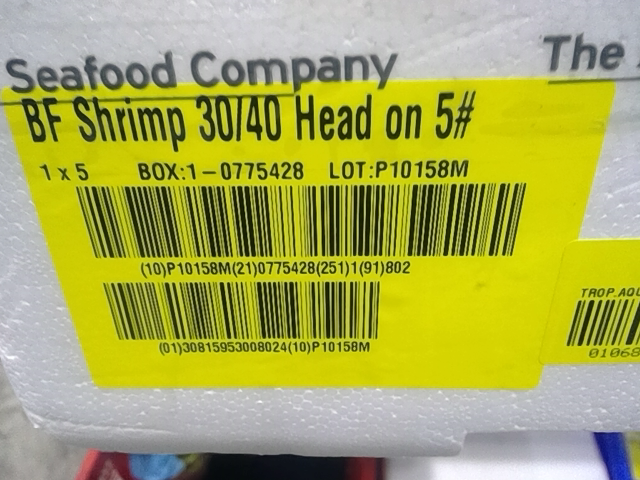 Seafood Company
The
BF Shrimp 30/40 Head on 5#
1 x 5 BOX:1-0775428 LOT:P10158M
(10)P10158M(21)0775428(251)1(91)802
(01)30815953008024(10)P10158M
TROP.AQU
01068